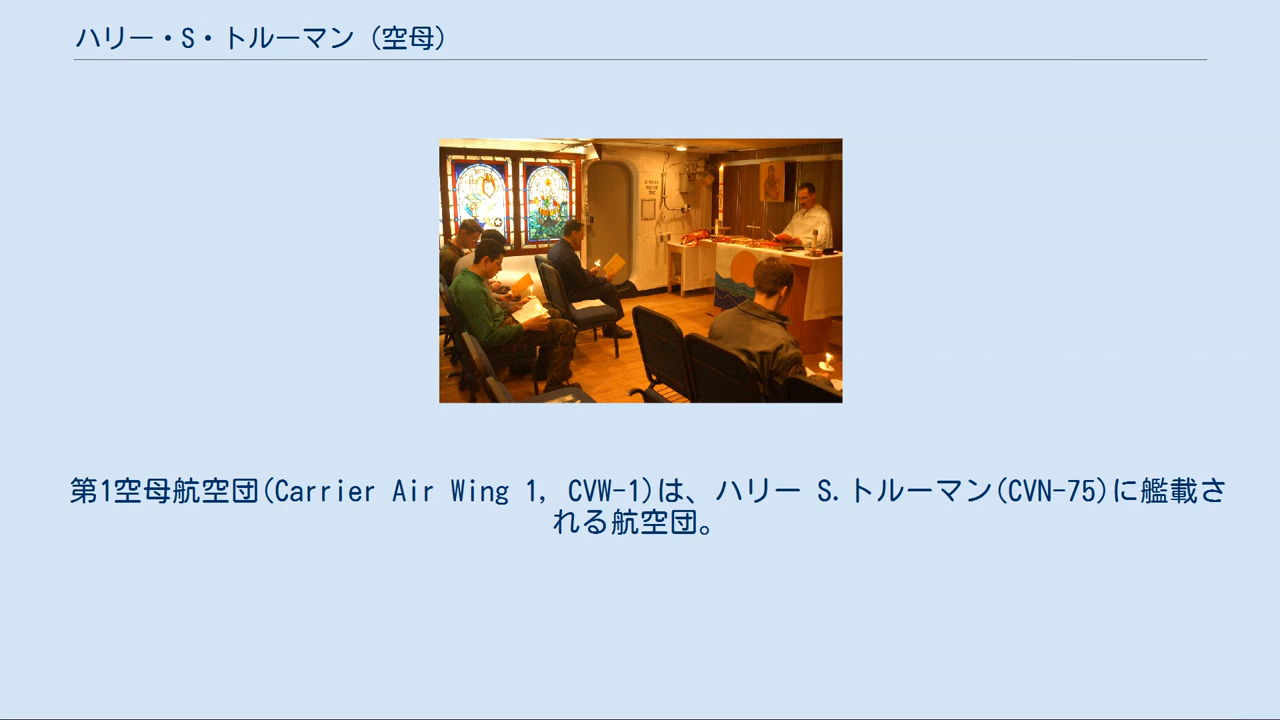 ハリー・S・トルーマン（空母）
第1空母航空団(Carrier Air Wing 1, CVW-1)は、ハリー S.トルーマン(CVN-75)に艦載さ
れる航空団。